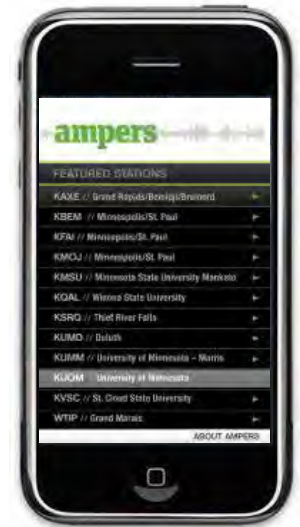 ampers
FEATURED STATIONS
KAXE // Grand Rapids/Bemidji/Brainerd
KBEM // Minneapolis/St. Paul
KFAI // Minneapolis/St. Paul
KMOJ // Minneapolis/St. Paul
KMSU // Minnesota State University Mankato
KQAL // Winona State University
KSRQ // Thief River Falls
KUMD // Duluth
KUMM // University of Minnesota – Morris
KUOM // University of Minnesota
KVSC // St. Cloud State University
WTIP // Grand Marais
ABOUT AMPERS